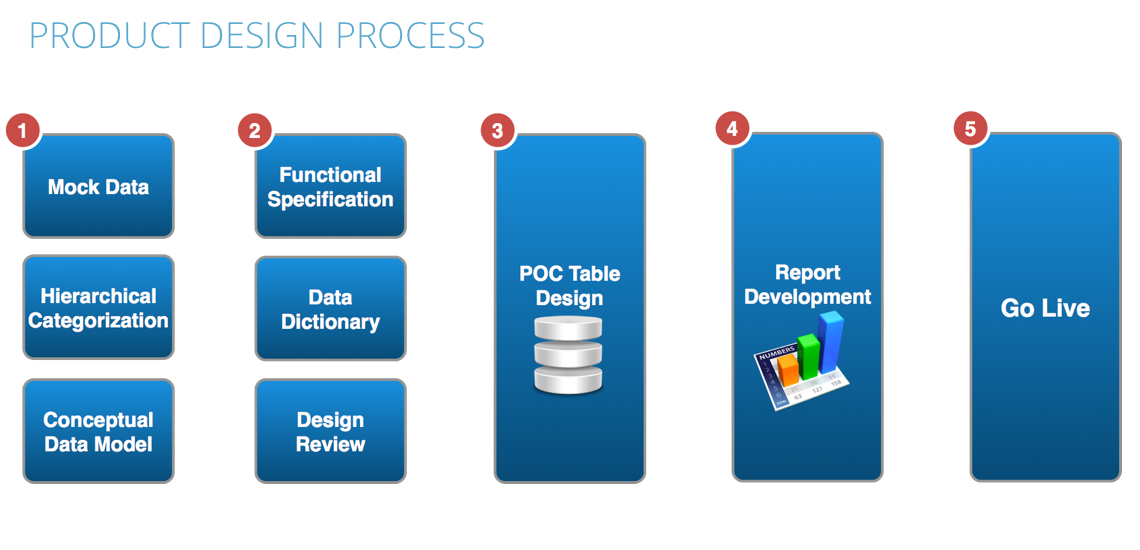 PRODUCT DESIGN PROCESS
1
Mock Data
Hierarchical
Categorization
Conceptual
Data Model
2
Functional
Specification
Data
Dictionary
Design
Review
3
POC Table
Design
4
Report
Development
NUMBERS
63 127 158
5
Go Live